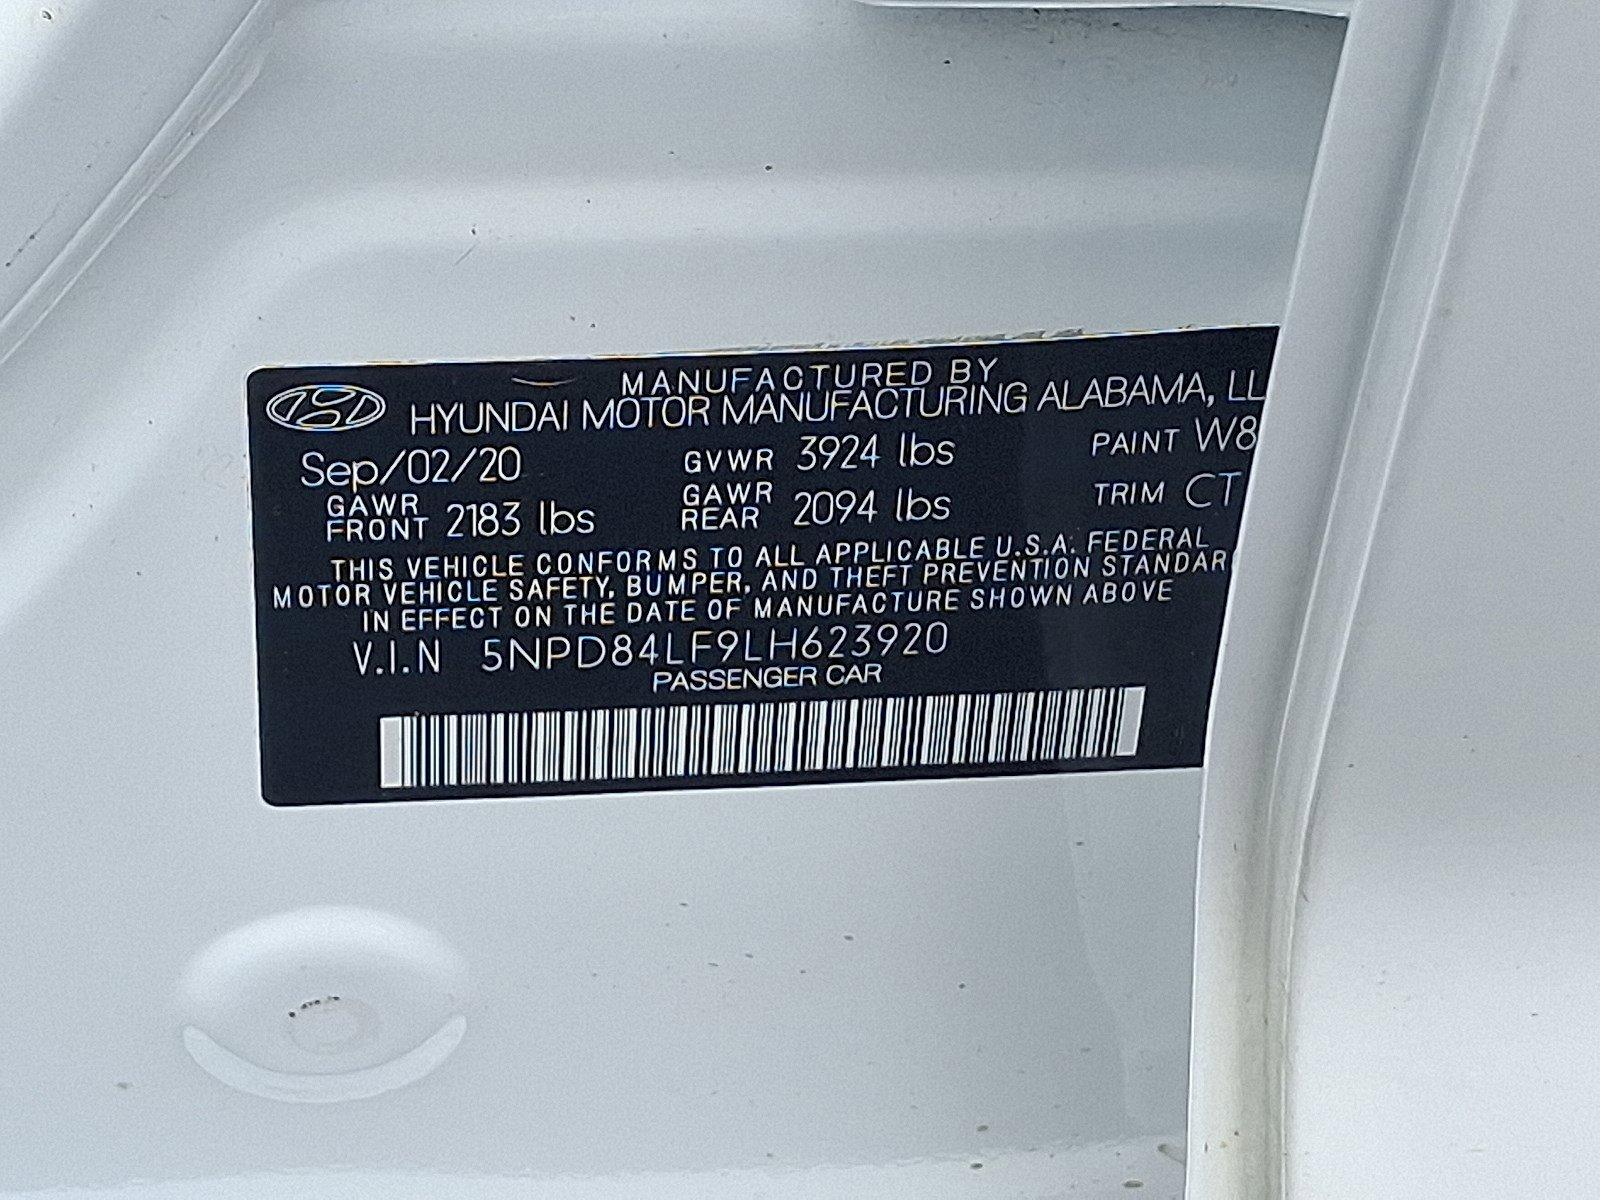 MANUFACTURED BY
HYUNDAI MOTOR MANUFACTURING ALABAMA, LL
Sep/02/20 GVWR 3924 lbs PAINT W8
GAWR FRONT 2183 lbs GAWR REAR 2094 lbs TRIM CT
THIS VEHICLE CONFORMS TO ALL APPLICABLE U.S.A. FEDERAL
MOTOR VEHICLE SAFETY, BUMPER, AND THEFT PREVENTION STANDAR
IN EFFECT ON THE DATE OF MANUFACTURE SHOWN ABOVE
V.I.N 5NPD84LF9LH623920
PASSENGER CAR